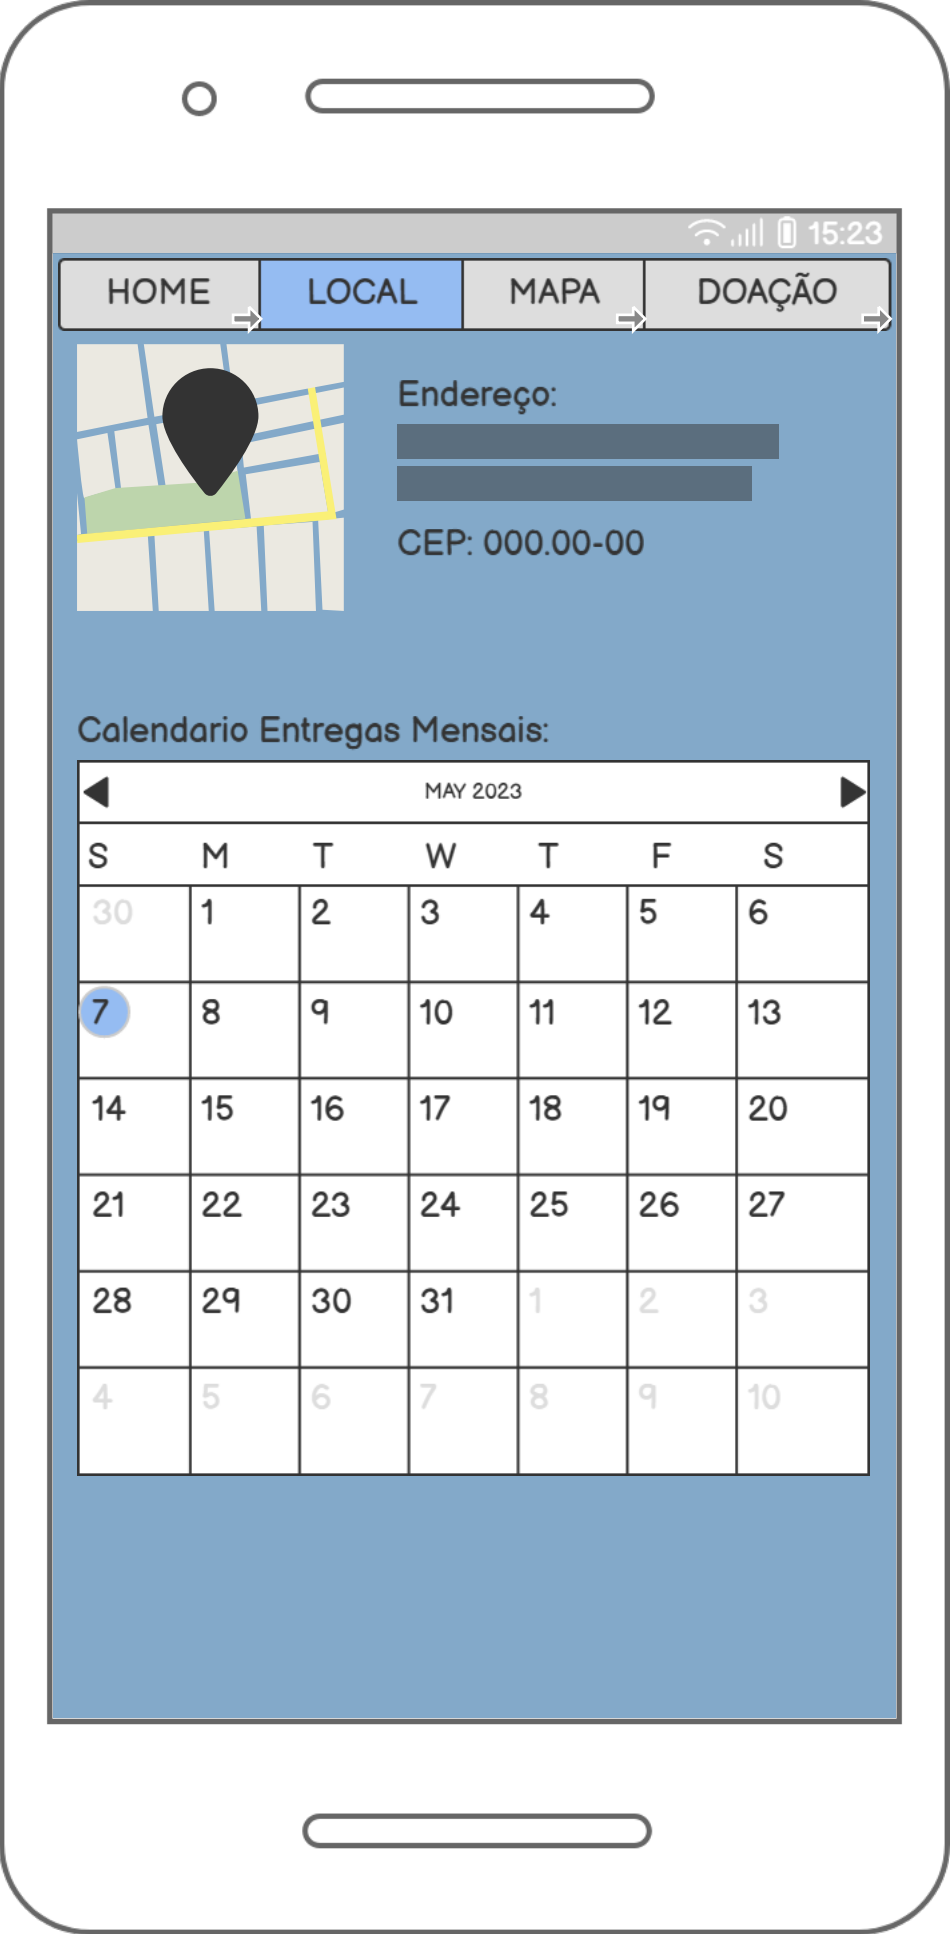 15:23
HOME LOCAL MAPA DOAÇÃO
Endereço:
CEP: 000.00-00
Calendario Entregas Mensais:
MAY 2023
S M T W T F S
30 1 2 3 4 5 6
7 8 9 10 11 12 13
14 15 16 17 18 19 20
21 22 23 24 25 26 27
28 29 30 31 1 2 3
4 5 6 7 8 9 10